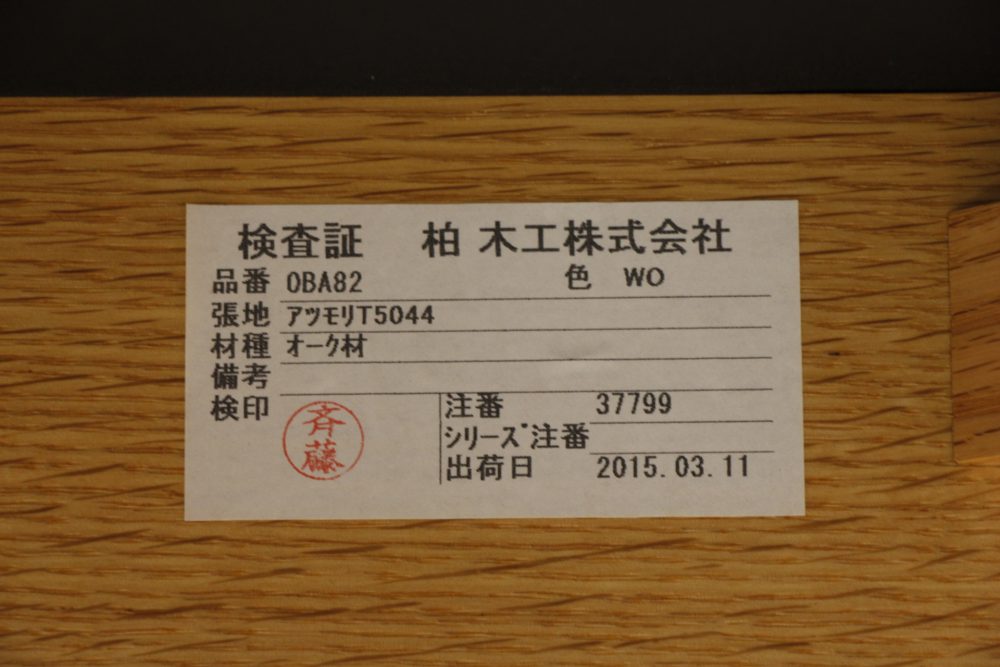 検査証 柏 木工株式会社
品番 OBA82 色 WO
張地 アツモリT5044
材種 オーク材
備考
検印 斉藤
注番 37799
シリーズ注番
出荷日 2015.03.11